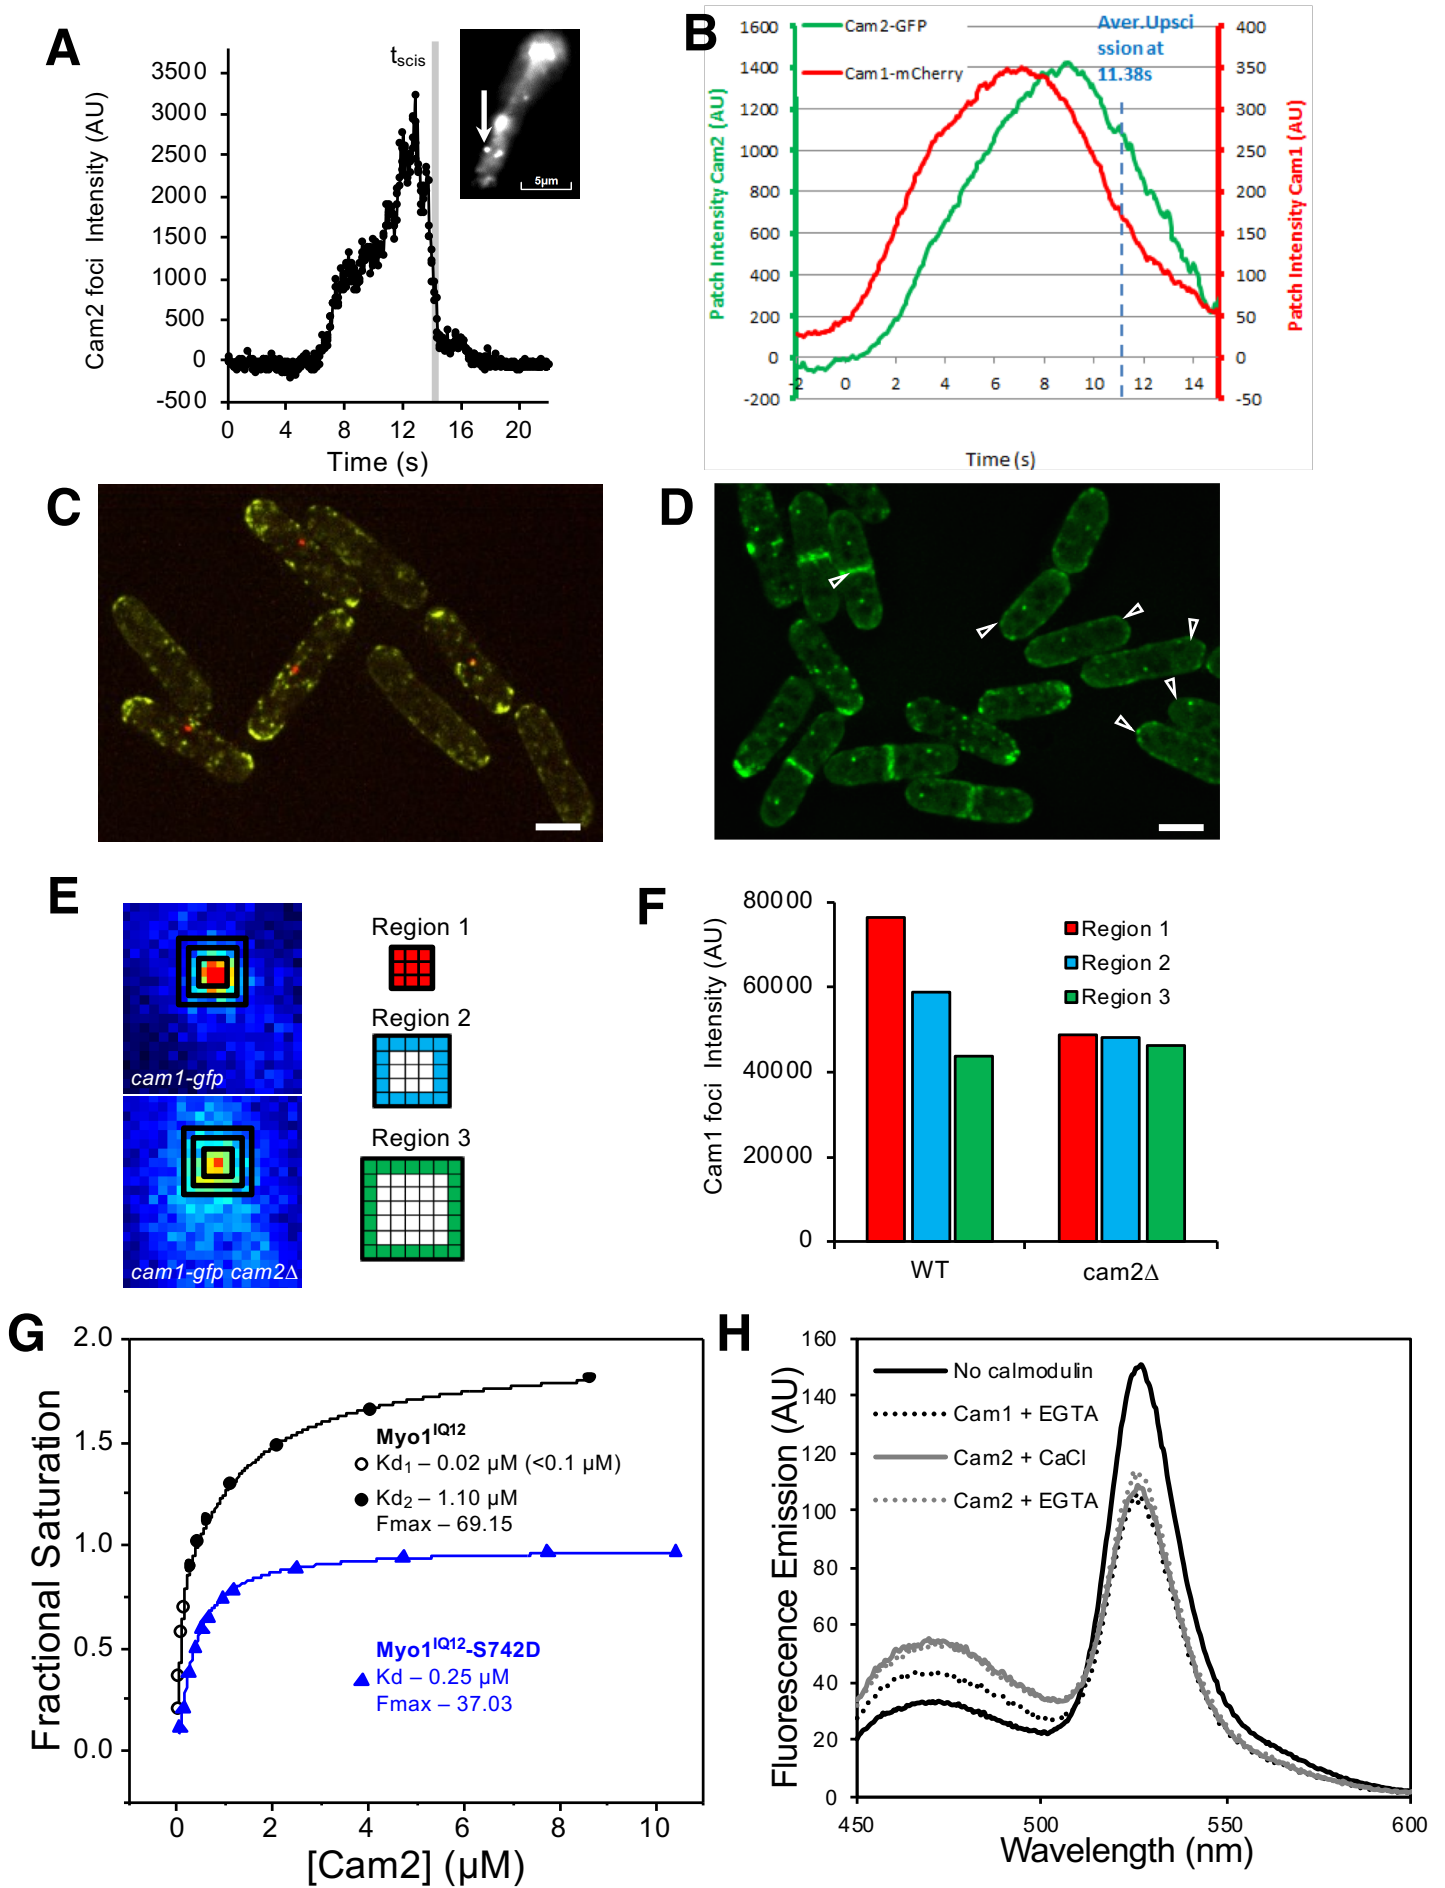 A
Cam2 foci Intensity (AU)
3500
3000
2500
2000
1500
1000
500
0
-500
tscis
5µm
0 4 8 12 16 20
Time (s)
B
Patch Intensity Cam2 (AU)
1600
1400
1200
1000
800
600
400
200
0
-200
Cam2-GFP
Cam1-mCherry
Aver.Upsci
ssion at
11.38s
400
350
300
250
200
150
100
50
0
-50
Patch Intensity Cam1 (AU)
-2 0 2 4 6 8 10 12 14
Time (s)
C
D
E
cam1-gfp
cam1-gfp cam2Δ
Region 1
Region 2
Region 3
F
Cam1 foci Intensity (AU)
80000
60000
40000
20000
0
Region 1
Region 2
Region 3
WT cam2Δ
G
Fractional Saturation
2.0
1.5
1.0
0.5
0.0
Myo1IQ12
Kd1 – 0.02 µM (<0.1 µM)
Kd2 – 1.10 µM
Fmax – 69.15
Myo1IQ12-S742D
Kd – 0.25 µM
Fmax – 37.03
0 2 4 6 8 10
[Cam2] (µM)
H
Fluorescence Emission (AU)
160
140
120
100
80
60
40
20
0
No calmodulin
Cam1 + EGTA
Cam2 + CaCl
Cam2 + EGTA
450 500 550 600
Wavelength (nm)